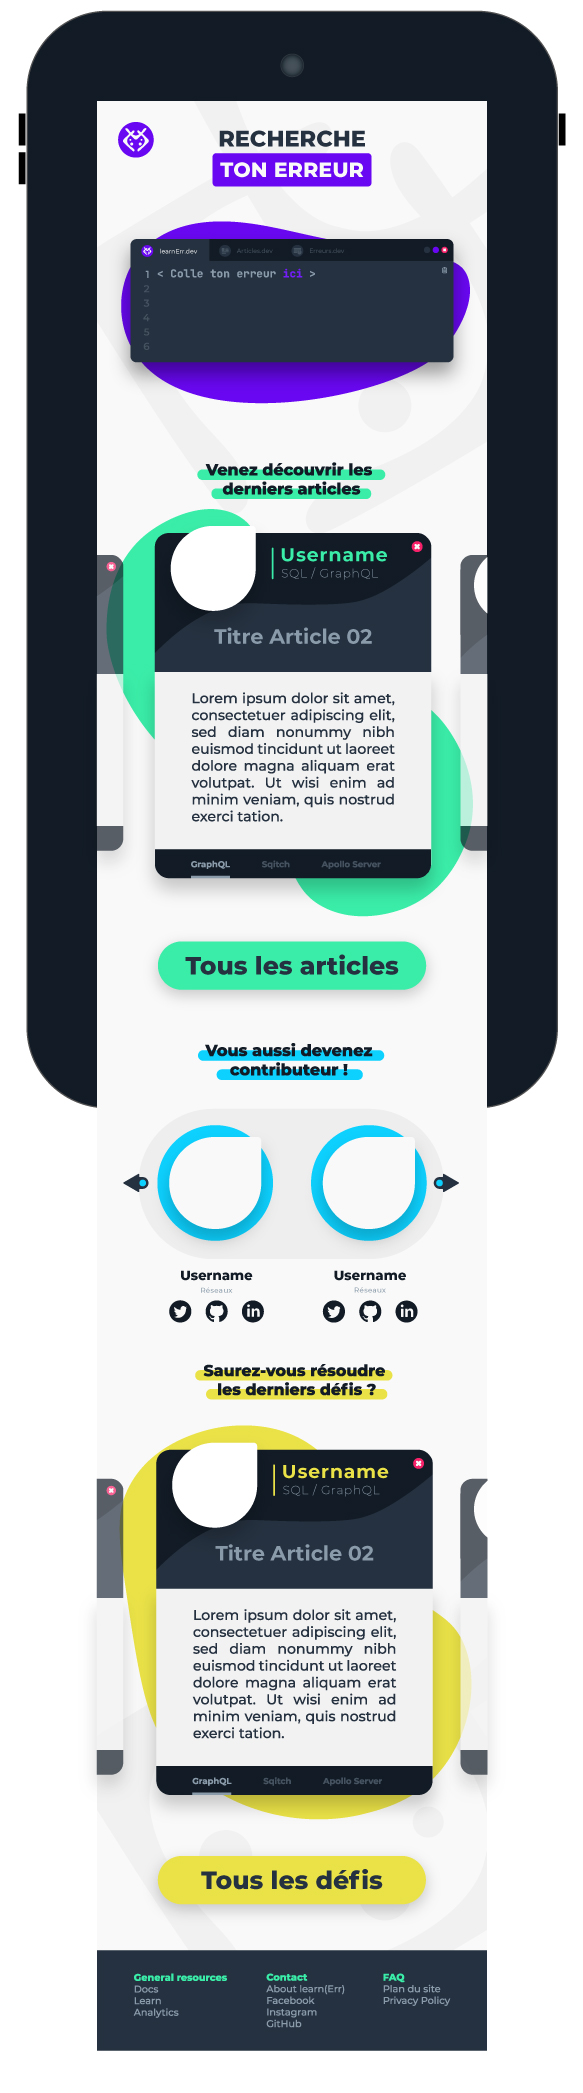 RECHERCHE
TON ERREUR
learnErr.dev Articles.dev Erreurs.dev
1 < Colle ton erreur ici >
2
3
4
5
6
Venez découvrir les
derniers articles
Username
SQL / GraphQL
Titre Article 02
Lorem ipsum dolor sit amet,
consectetuer adipiscing elit,
sed diam nonummy nibh
euismod tincidunt ut laoreet
dolore magna aliquam erat
volutpat. Ut wisi enim ad
minim veniam, quis nostrud
exerci tation.
GraphQL Sqitch Apollo Server
Tous les articles
Vous aussi devenez
contributeur !
Username Username
Réseaux Réseaux
Saurez-vous résoudre
les derniers défis ?
Username
SQL / GraphQL
Titre Article 02
Lorem ipsum dolor sit amet,
consectetuer adipiscing elit,
sed diam nonummy nibh
euismod tincidunt ut laoreet
dolore magna aliquam erat
volutpat. Ut wisi enim ad
minim veniam, quis nostrud
exerci tation.
GraphQL Sqitch Apollo Server
Tous les défis
General resources
Docs
Learn
Analytics
Contact
About learn(Err)
Facebook
Instagram
GitHub
FAQ
Plan du site
Privacy Policy